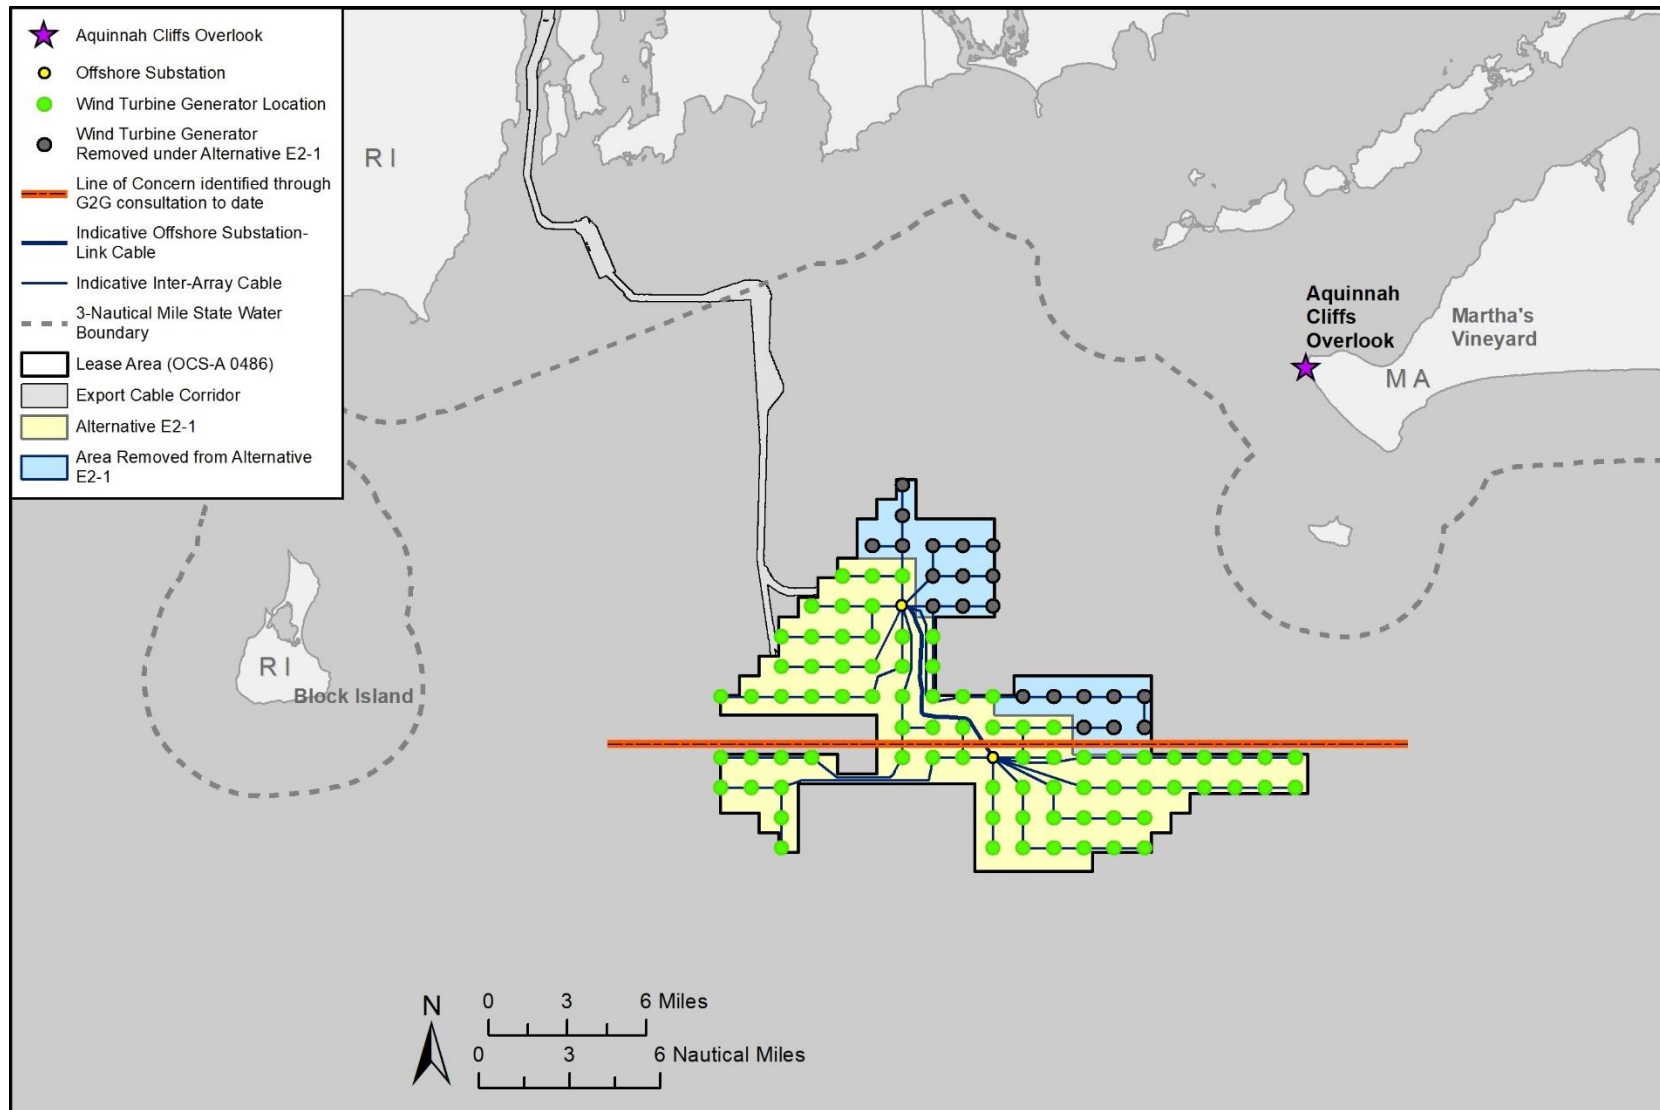 Aquinnah Cliffs Overlook
Offshore Substation
Wind Turbine Generator Location
Wind Turbine Generator
Removed under Alternative E2-1
Line of Concern identified through
G2G consultation to date
Indicative Offshore Substation-
Link Cable
Indicative Inter-Array Cable
3-Nautical Mile State Water
Boundary
Lease Area (OCS-A 0486)
Export Cable Corridor
Alternative E2-1
Area Removed from Alternative
E2-1
RI
Aquinnah
Cliffs
Overlook
Martha's
Vineyard
MA
RI
Block Island
N
0 3 6 Miles
0 3 6 Nautical Miles